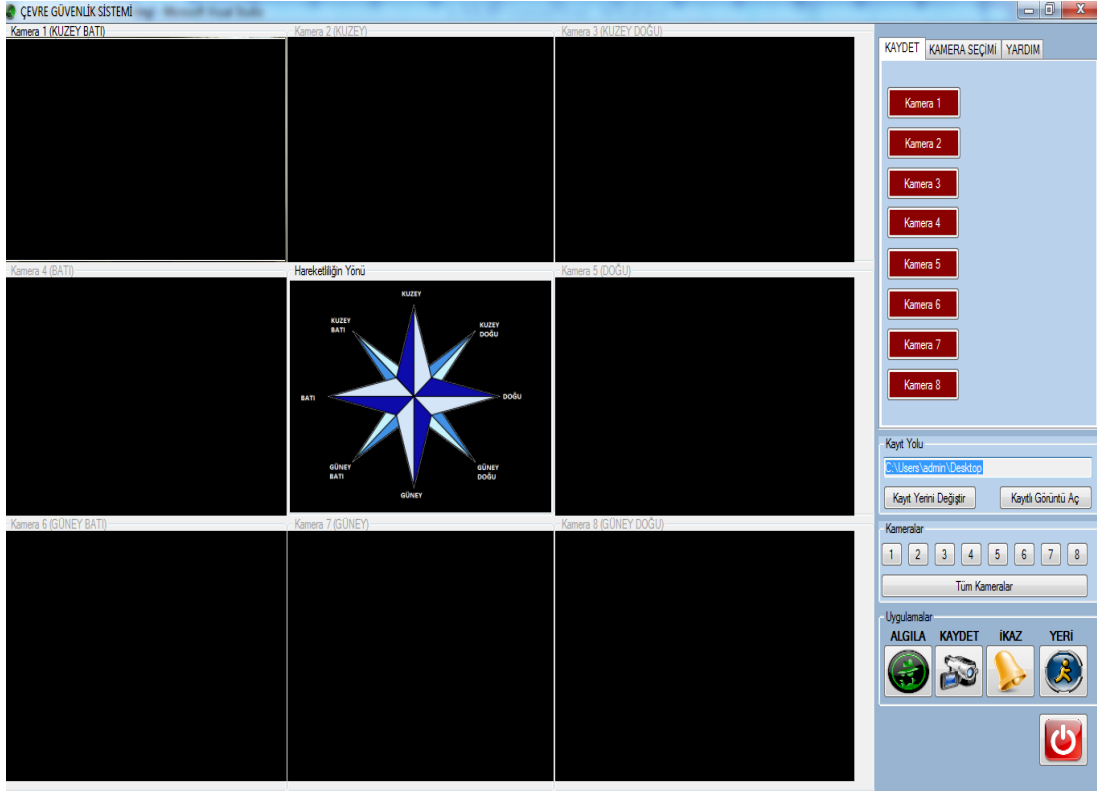 ÇEVRE GÜVENLİK SİSTEMİ
Kamera 1 (KUZEY BATI)
Kamera 2 (KUZEY)
Kamera 3 (KUZEY DOĞU)
Kamera 4 (BATI)
Hareketliliğin Yönü
Kamera 5 (DOĞU)
KUZEY
KUZEY
BATI
KUZEY
DOĞU
BATI
DOĞU
GÜNEY
BATI
GÜNEY
DOĞU
GÜNEY
Kamera 6 (GÜNEY BATI)
Kamera 7 (GÜNEY)
Kamera 8 (GÜNEY DOĞU)
KAYDET KAMERA SEÇİMİ YARDIM
Kamera 1
Kamera 2
Kamera 3
Kamera 4
Kamera 5
Kamera 6
Kamera 7
Kamera 8
Kayıt Yolu
C:\Users\admin\Desktop
Kayıt Yerini Değiştir Kayıtlı Görüntü Aç
Kameralar
1 2 3 4 5 6 7 8
Tüm Kameralar
Uygulamalar
ALGILA KAYDET İKAZ YERİ